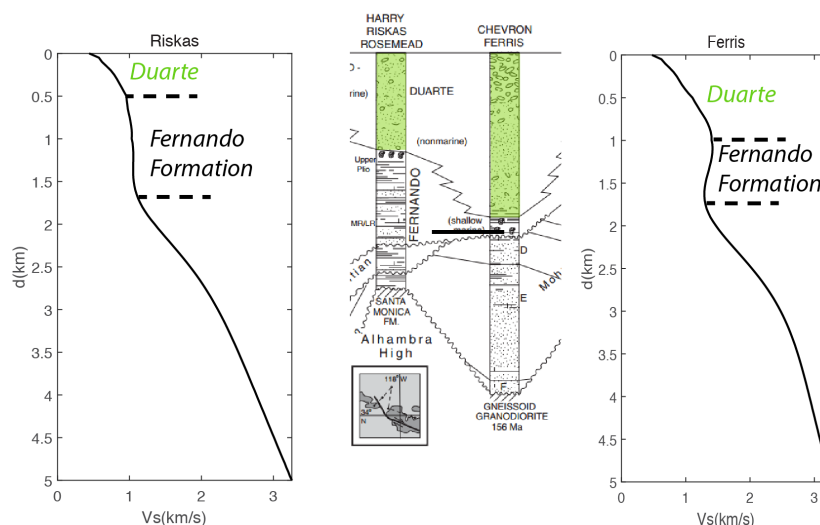 Riskas
0
0.5
1
1.5
2
2.5
3
3.5
4
4.5
5
d(km)
Duarte
Fernando
Formation
0
1
2
3
Vs(km/s)
HARRY
RISKAS
ROSEMEAD
CHEVRON
FERRIS
DUARTE
(nonmarine)
Upper
Plio
FERNANDO
MR/LR
(shallow
D
E
F
SANTA
MONICA
FM.
Alhambra
High
118° W
34°
N
GNEISSOID
GRANODIORITE
156 Ma
Ferris
0
0.5
1
1.5
2
2.5
3
3.5
4
4.5
5
d(km)
Duarte
Fernando
Formation
0
1
2
3
Vs(km/s)